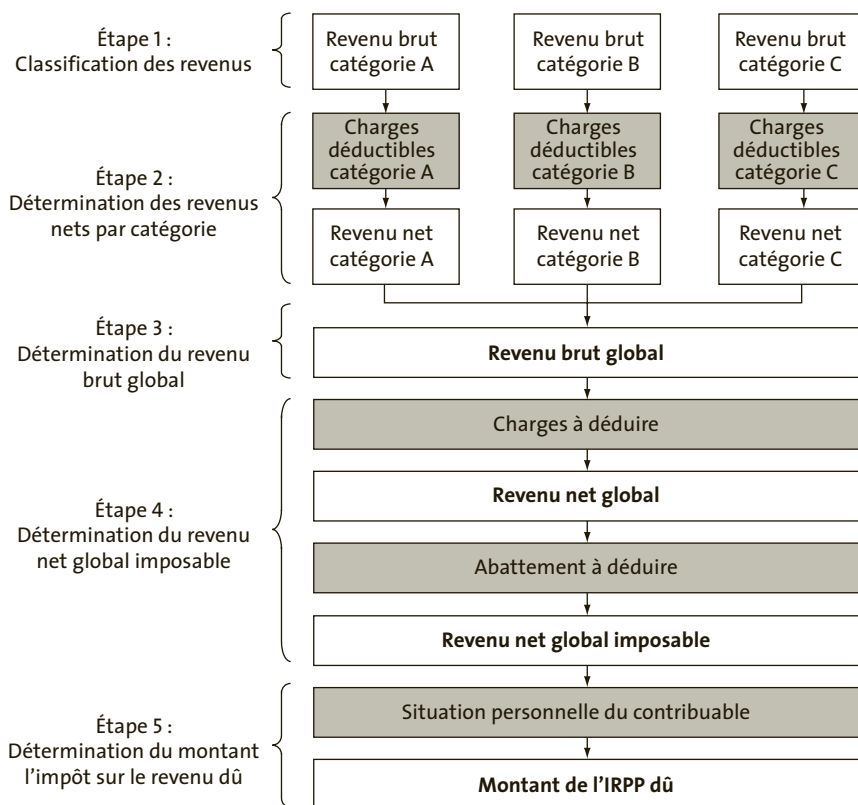 Étape 1 :
Classification des revenus
Revenu brut
catégorie A
Revenu brut
catégorie B
Revenu brut
catégorie C
Étape 2 :
Détermination des revenus
nets par catégorie
Charges
déductibles
catégorie A
Charges
déductibles
catégorie B
Charges
déductibles
catégorie C
Revenu net
catégorie A
Revenu net
catégorie B
Revenu net
catégorie C
Étape 3 :
Détermination du revenu
brut global
Revenu brut global
Étape 4 :
Détermination du revenu
net global imposable
Charges à déduire
Revenu net global
Abattement à déduire
Revenu net global imposable
Étape 5 :
Détermination du montant
l'impôt sur le revenu dû
Situation personnelle du contribuable
Montant de l'IRPP dû